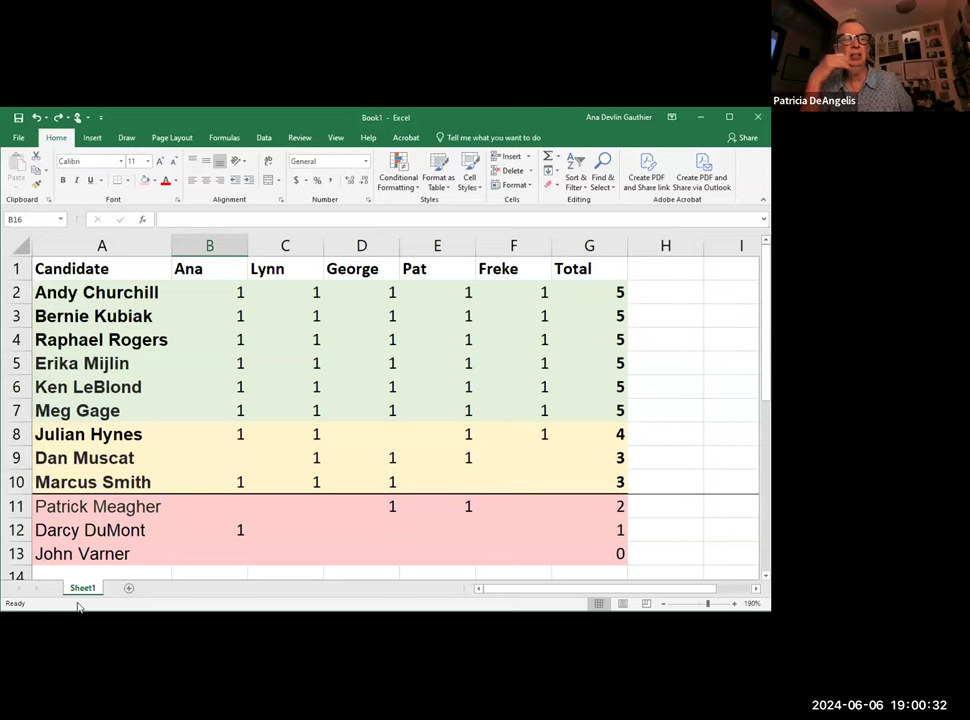 Patricia DeAngelis
Book1 - Excel
Ana Devlin Gauthier
File Home Insert Draw Page Layout Formulas Data Review View Help Acrobat Tell me what you want to do Share
Paste
Calibri 11
B I U
General
$ % ,
Conditional Formatting
Format as Table
Cell Styles
Insert
Delete
Format
Sort & Filter
Find & Select
Create PDF and Share link
Create PDF and Share via Outlook
Clipboard Font Alignment Number Styles Cells Editing Adobe Acrobat
B16 fx
A B C D E F G H I
1 Candidate Ana Lynn George Pat Freke Total
2 Andy Churchill 1 1 1 1 1 5
3 Bernie Kubiak 1 1 1 1 1 5
4 Raphael Rogers 1 1 1 1 1 5
5 Erika Mijlin 1 1 1 1 1 5
6 Ken LeBlond 1 1 1 1 1 5
7 Meg Gage 1 1 1 1 1 5
8 Julian Hynes 1 1 1 1 4
9 Dan Muscat 1 1 1 3
10 Marcus Smith 1 1 1 3
11 Patrick Meagher 1 1 2
12 Darcy DuMont 1 1
13 John Varner 0
14
Sheet1
Ready
190%
2024-06-06 19:00:32